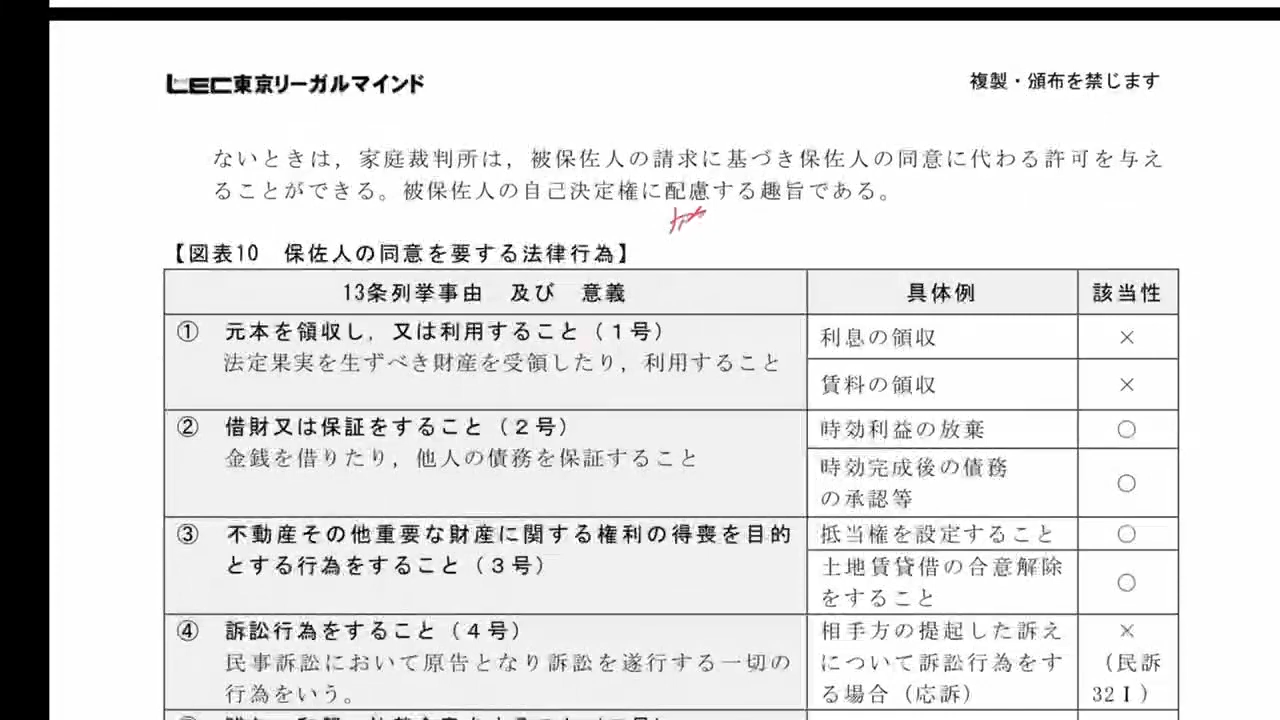 LEC東京リーガルマインド
複製・頒布を禁じます
ないときは，家庭裁判所は，被保佐人の請求に基づき保佐人の同意に代わる許可を与え
ることができる。被保佐人の自己決定権に配慮する趣旨である。
【図表10　保佐人の同意を要する法律行為】
13条列挙事由　及び　意義
具体例
該当性
①　元本を領収し，又は利用すること（１号）
法定果実を生ずべき財産を受領したり，利用すること
利息の領収
×
賃料の領収
×
②　借財又は保証をすること（２号）
金銭を借りたり，他人の債務を保証すること
時効利益の放棄
○
時効完成後の債務
の承認等
○
③　不動産その他重要な財産に関する権利の得喪を目的
とする行為をすること（３号）
抵当権を設定すること
○
土地賃貸借の合意解除
をすること
○
④　訴訟行為をすること（４号）
民事訴訟において原告となり訴訟を遂行する一切の
行為をいう。
相手方の提起した訴え
について訴訟行為をす
る場合（応訴）
×
（民訴
32Ⅰ）